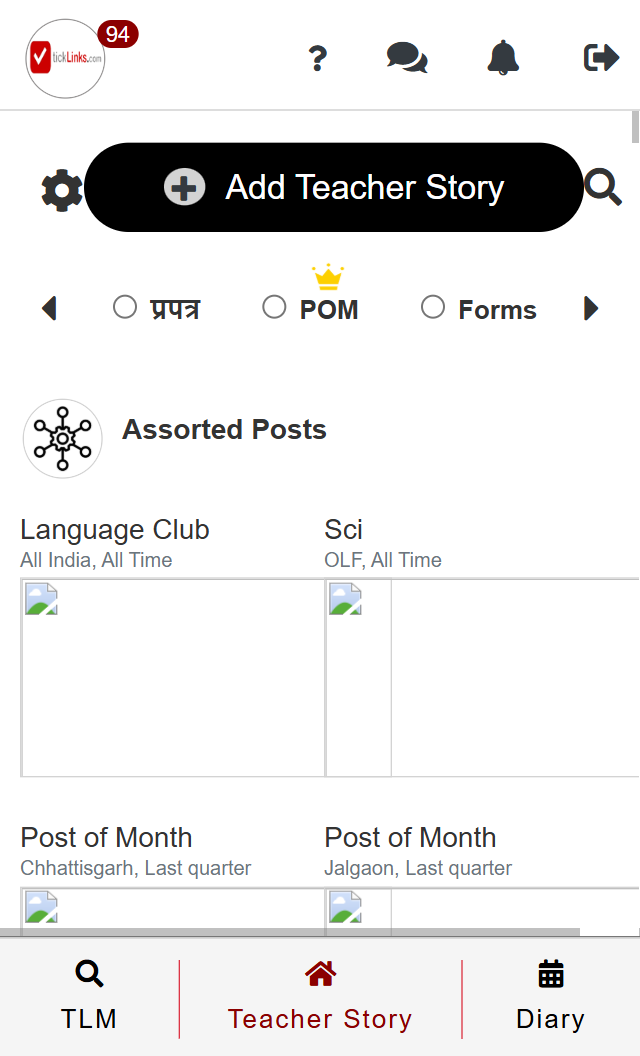 94
tickLinks.com
?
Add Teacher Story
प्रपत्र POM Forms
Assorted Posts
Language Club Sci
All India, All Time OLF, All Time
Post of Month Post of Month
Chhattisgarh, Last quarter Jalgaon, Last quarter
TLM Teacher Story Diary